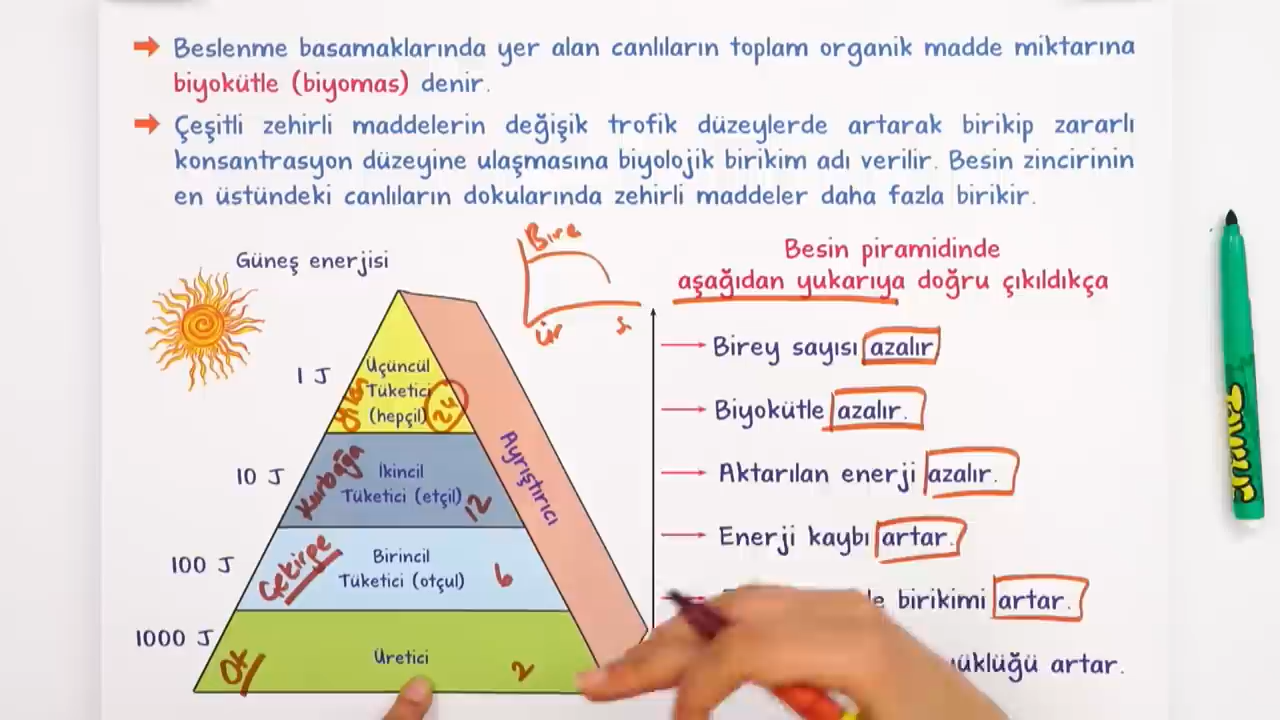 Beslenme basamaklarında yer alan canlıların toplam organik madde miktarına
biyokütle (biyomas) denir.
Çeşitli zehirli maddelerin değişik trofik düzeylerde artarak birikip zararlı
konsantrasyon düzeyine ulaşmasına biyolojik birikim adı verilir. Besin zincirinin
en üstündeki canlıların dokularında zehirli maddeler daha fazla birikir.
Güneş enerjisi
Bire
Ür
Besin piramidinde
aşağıdan yukarıya doğru çıkıldıkça
1 J
Üçüncül
Tüketici
(hepçil)
24
10 J
Kurbağa
İkincil
Tüketici (etçil)
12
100 J
Çekirge
Birincil
Tüketici (otçul)
6
1000 J
Ot
Üretici
2
Ayrıştırıcı
Birey sayısı azalır
Biyokütle azalır.
Aktarılan enerji azalır.
Enerji kaybı artar.
birikimi artar.
artar.